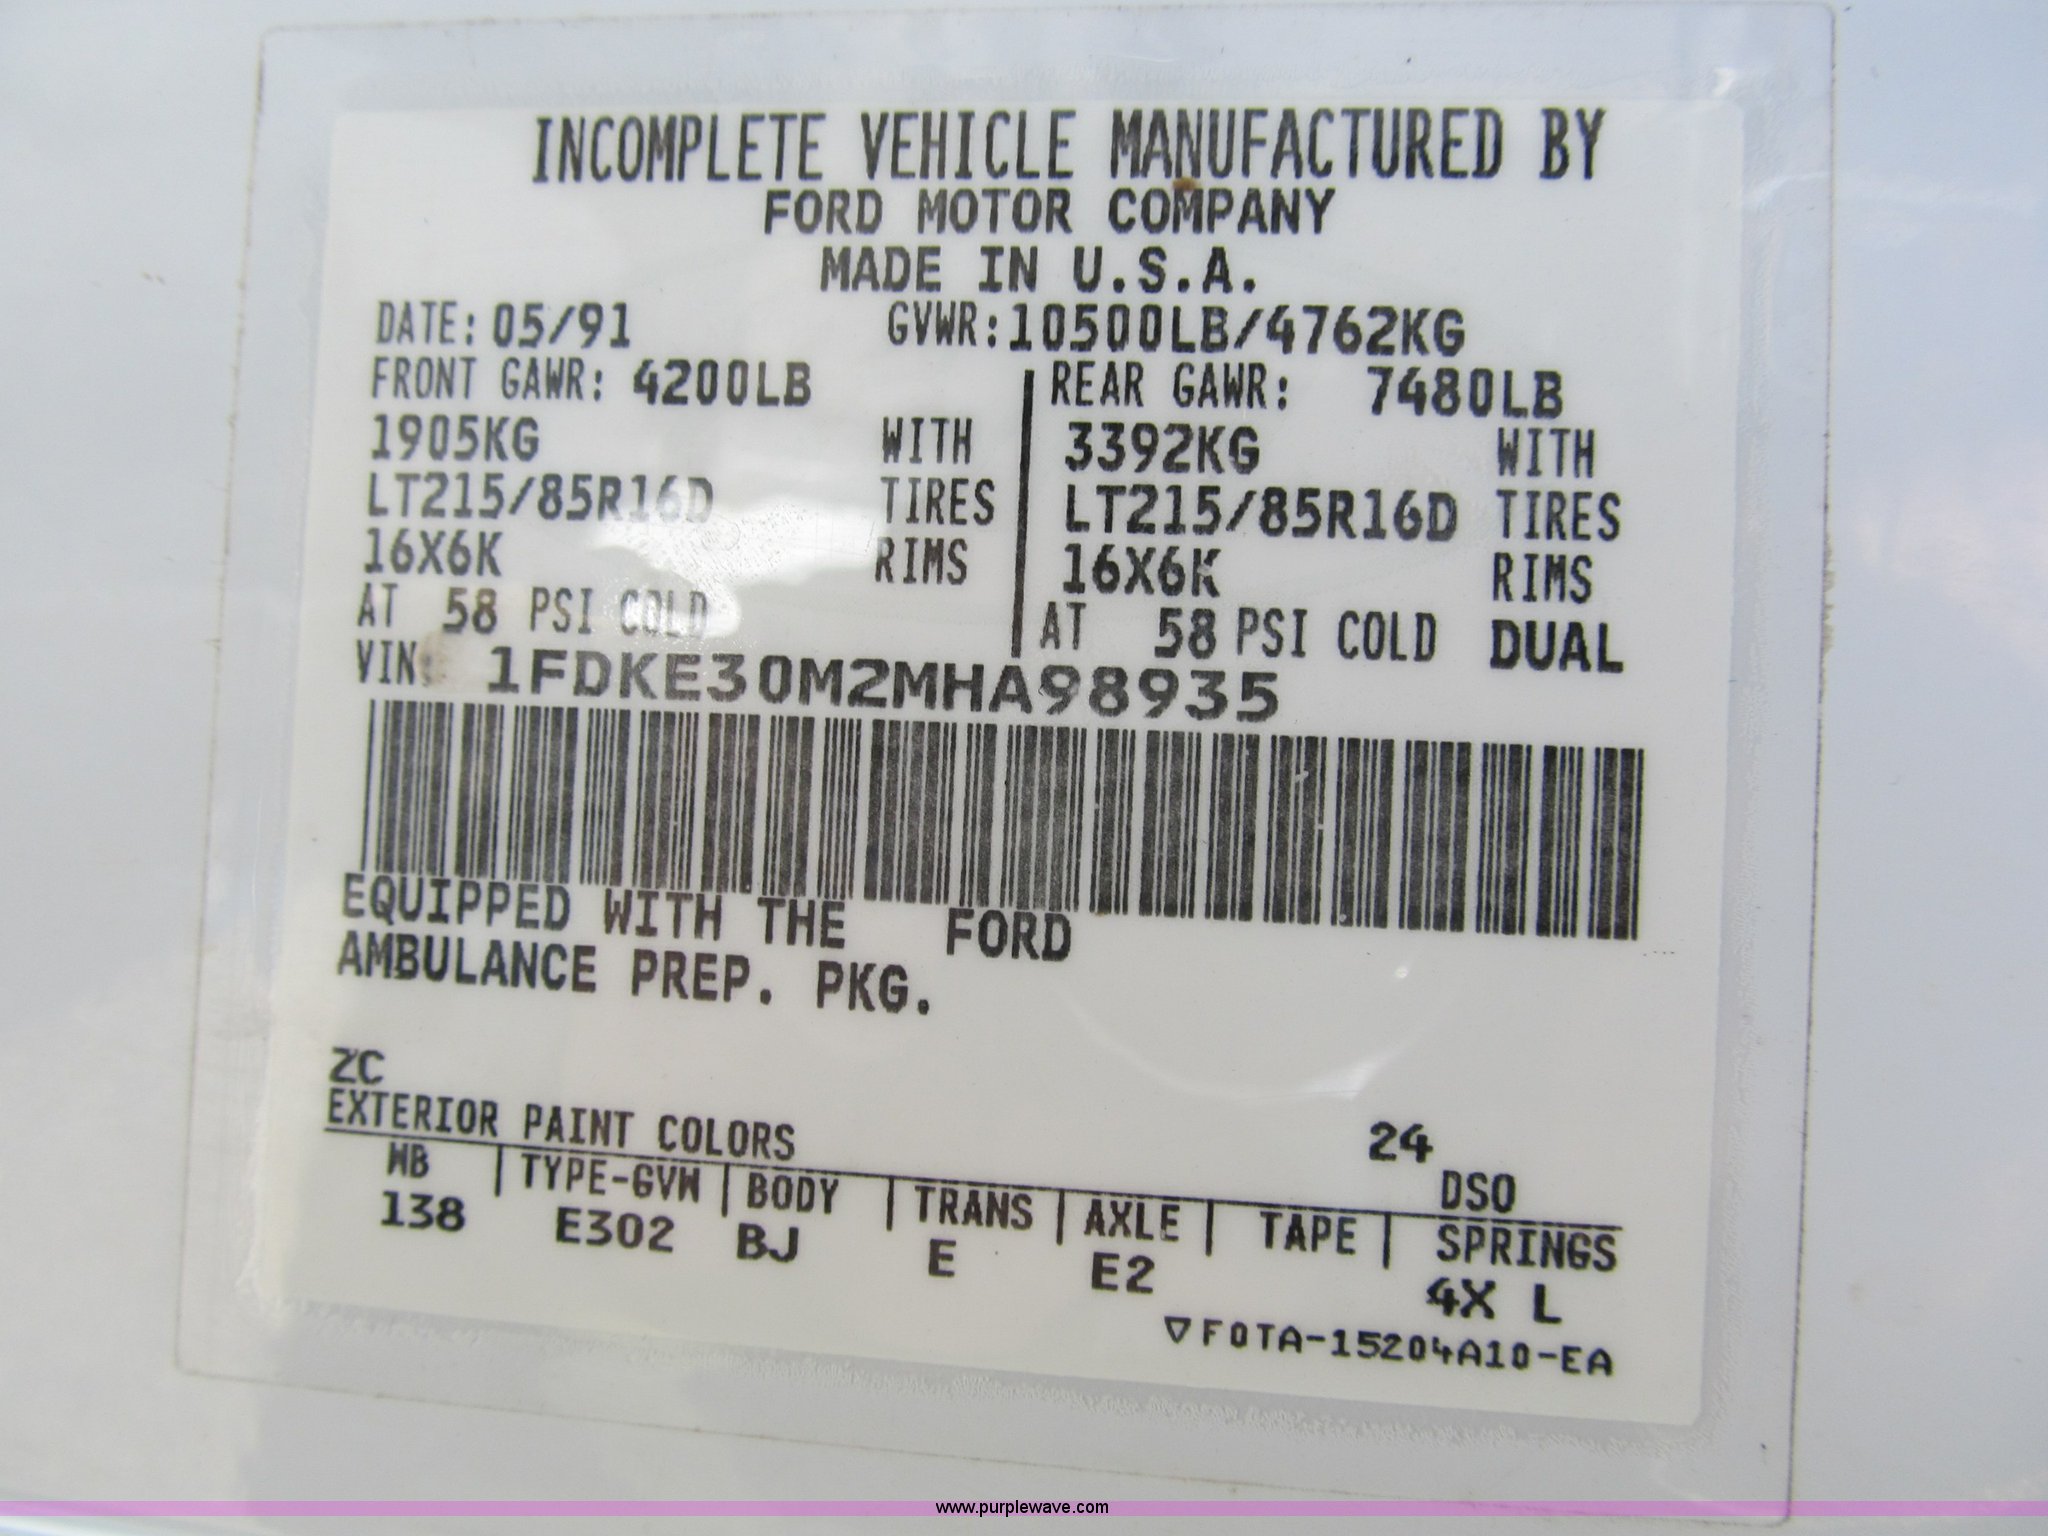 INCOMPLETE VEHICLE MANUFACTURED BY
FORD MOTOR COMPANY
MADE IN U.S.A.
DATE: 05/91 GVWR: 10500LB/4762KG
FRONT GAWR: 4200LB REAR GAWR: 7480LB
1905KG WITH 3392KG WITH
LT215/85R16D TIRES LT215/85R16D TIRES
16X6K RIMS 16X6K RIMS
AT 58 PSI COLD AT 58 PSI COLD DUAL
VIN: 1FDKE30M2MHA98935
EQUIPPED WITH THE FORD
AMBULANCE PREP. PKG.
ZC
EXTERIOR PAINT COLORS 24 DSO
WB | TYPE-GVW | BODY | TRANS | AXLE | TAPE | SPRINGS
138 E302 BJ E E2 4X L
▽F0TA-15204A10-EA
www.purplewave.com